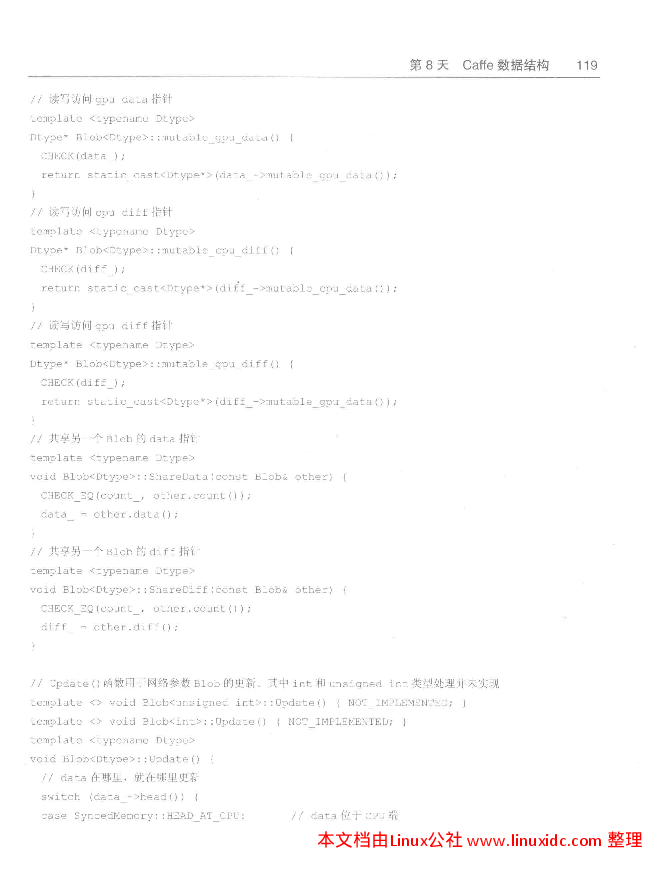 第 8 天 Caffe 数据结构 119
// 读写访问 gpu data 指针
template <typename Dtype>
Dtype* Blob<Dtype>::mutable_gpu_data() {
CHECK(data_);
return static_cast<Dtype*>(data_->mutable_gpu_data());
}
// 读写访问 cpu diff 指针
template <typename Dtype>
Dtype* Blob<Dtype>::mutable_cpu_diff() {
CHECK(diff_);
return static_cast<Dtype*>(diff_->mutable_cpu_data());
}
// 读写访问 gpu diff 指针
template <typename Dtype>
Dtype* Blob<Dtype>::mutable_gpu_diff() {
CHECK(diff_);
return static_cast<Dtype*>(diff_->mutable_gpu_data());
}
// 共享另一个 Blob 的 data 指针
template <typename Dtype>
void Blob<Dtype>::ShareData(const Blob& other) {
CHECK_EQ(count_, other.count());
data_ = other.data();
}
// 共享另一个 Blob 的 diff 指针
template <typename Dtype>
void Blob<Dtype>::ShareDiff(const Blob& other) {
CHECK_EQ(count_, other.count());
diff_ = other.diff();
}
// Update()函数用于网络参数 Blob 的更新。其中 int 和 unsigned int 类型处理并未实现
template <> void Blob<unsigned int>::Update() { NOT_IMPLEMENTED; }
template <> void Blob<int>::Update() { NOT_IMPLEMENTED; }
template <typename Dtype>
void Blob<Dtype>::Update() {
// data 在哪里，就在哪里更新
switch (data_->head()) {
case SyncedMemory::HEAD_AT_CPU: // data 位于 CPU 端
本文档由Linux公社 www.linuxidc.com 整理